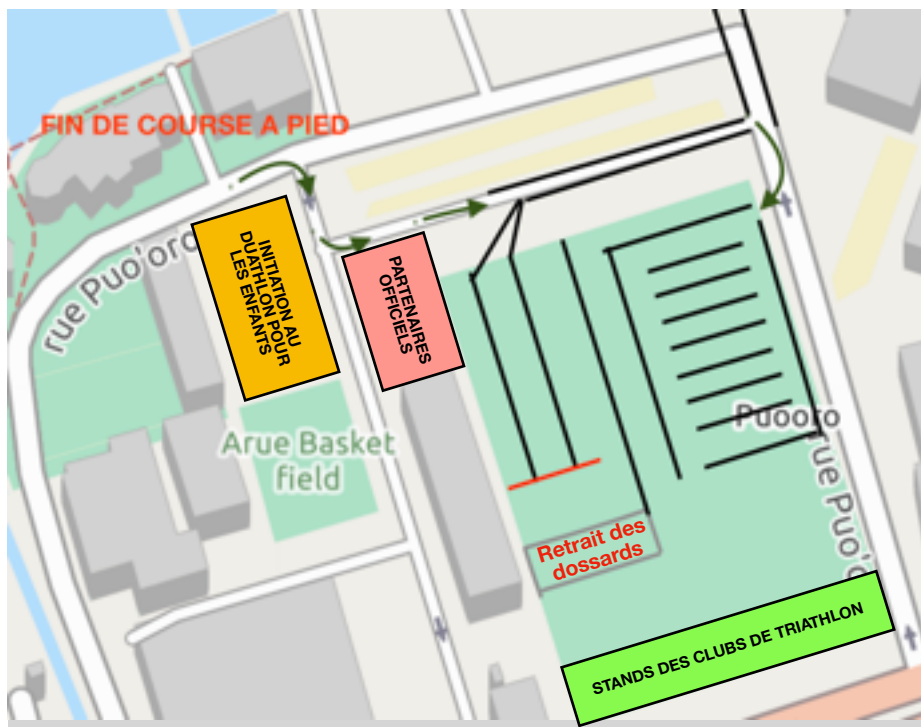 FIN DE COURSE A PIED
rue Puo'oro
INITIATION AU
DUATHLON POUR
LES ENFANTS
PARTENAIRES
OFFICIELS
Arue Basket
field
Puooro
rue Puo'o
Retrait des
dossards
STANDS DES CLUBS DE TRIATHLON